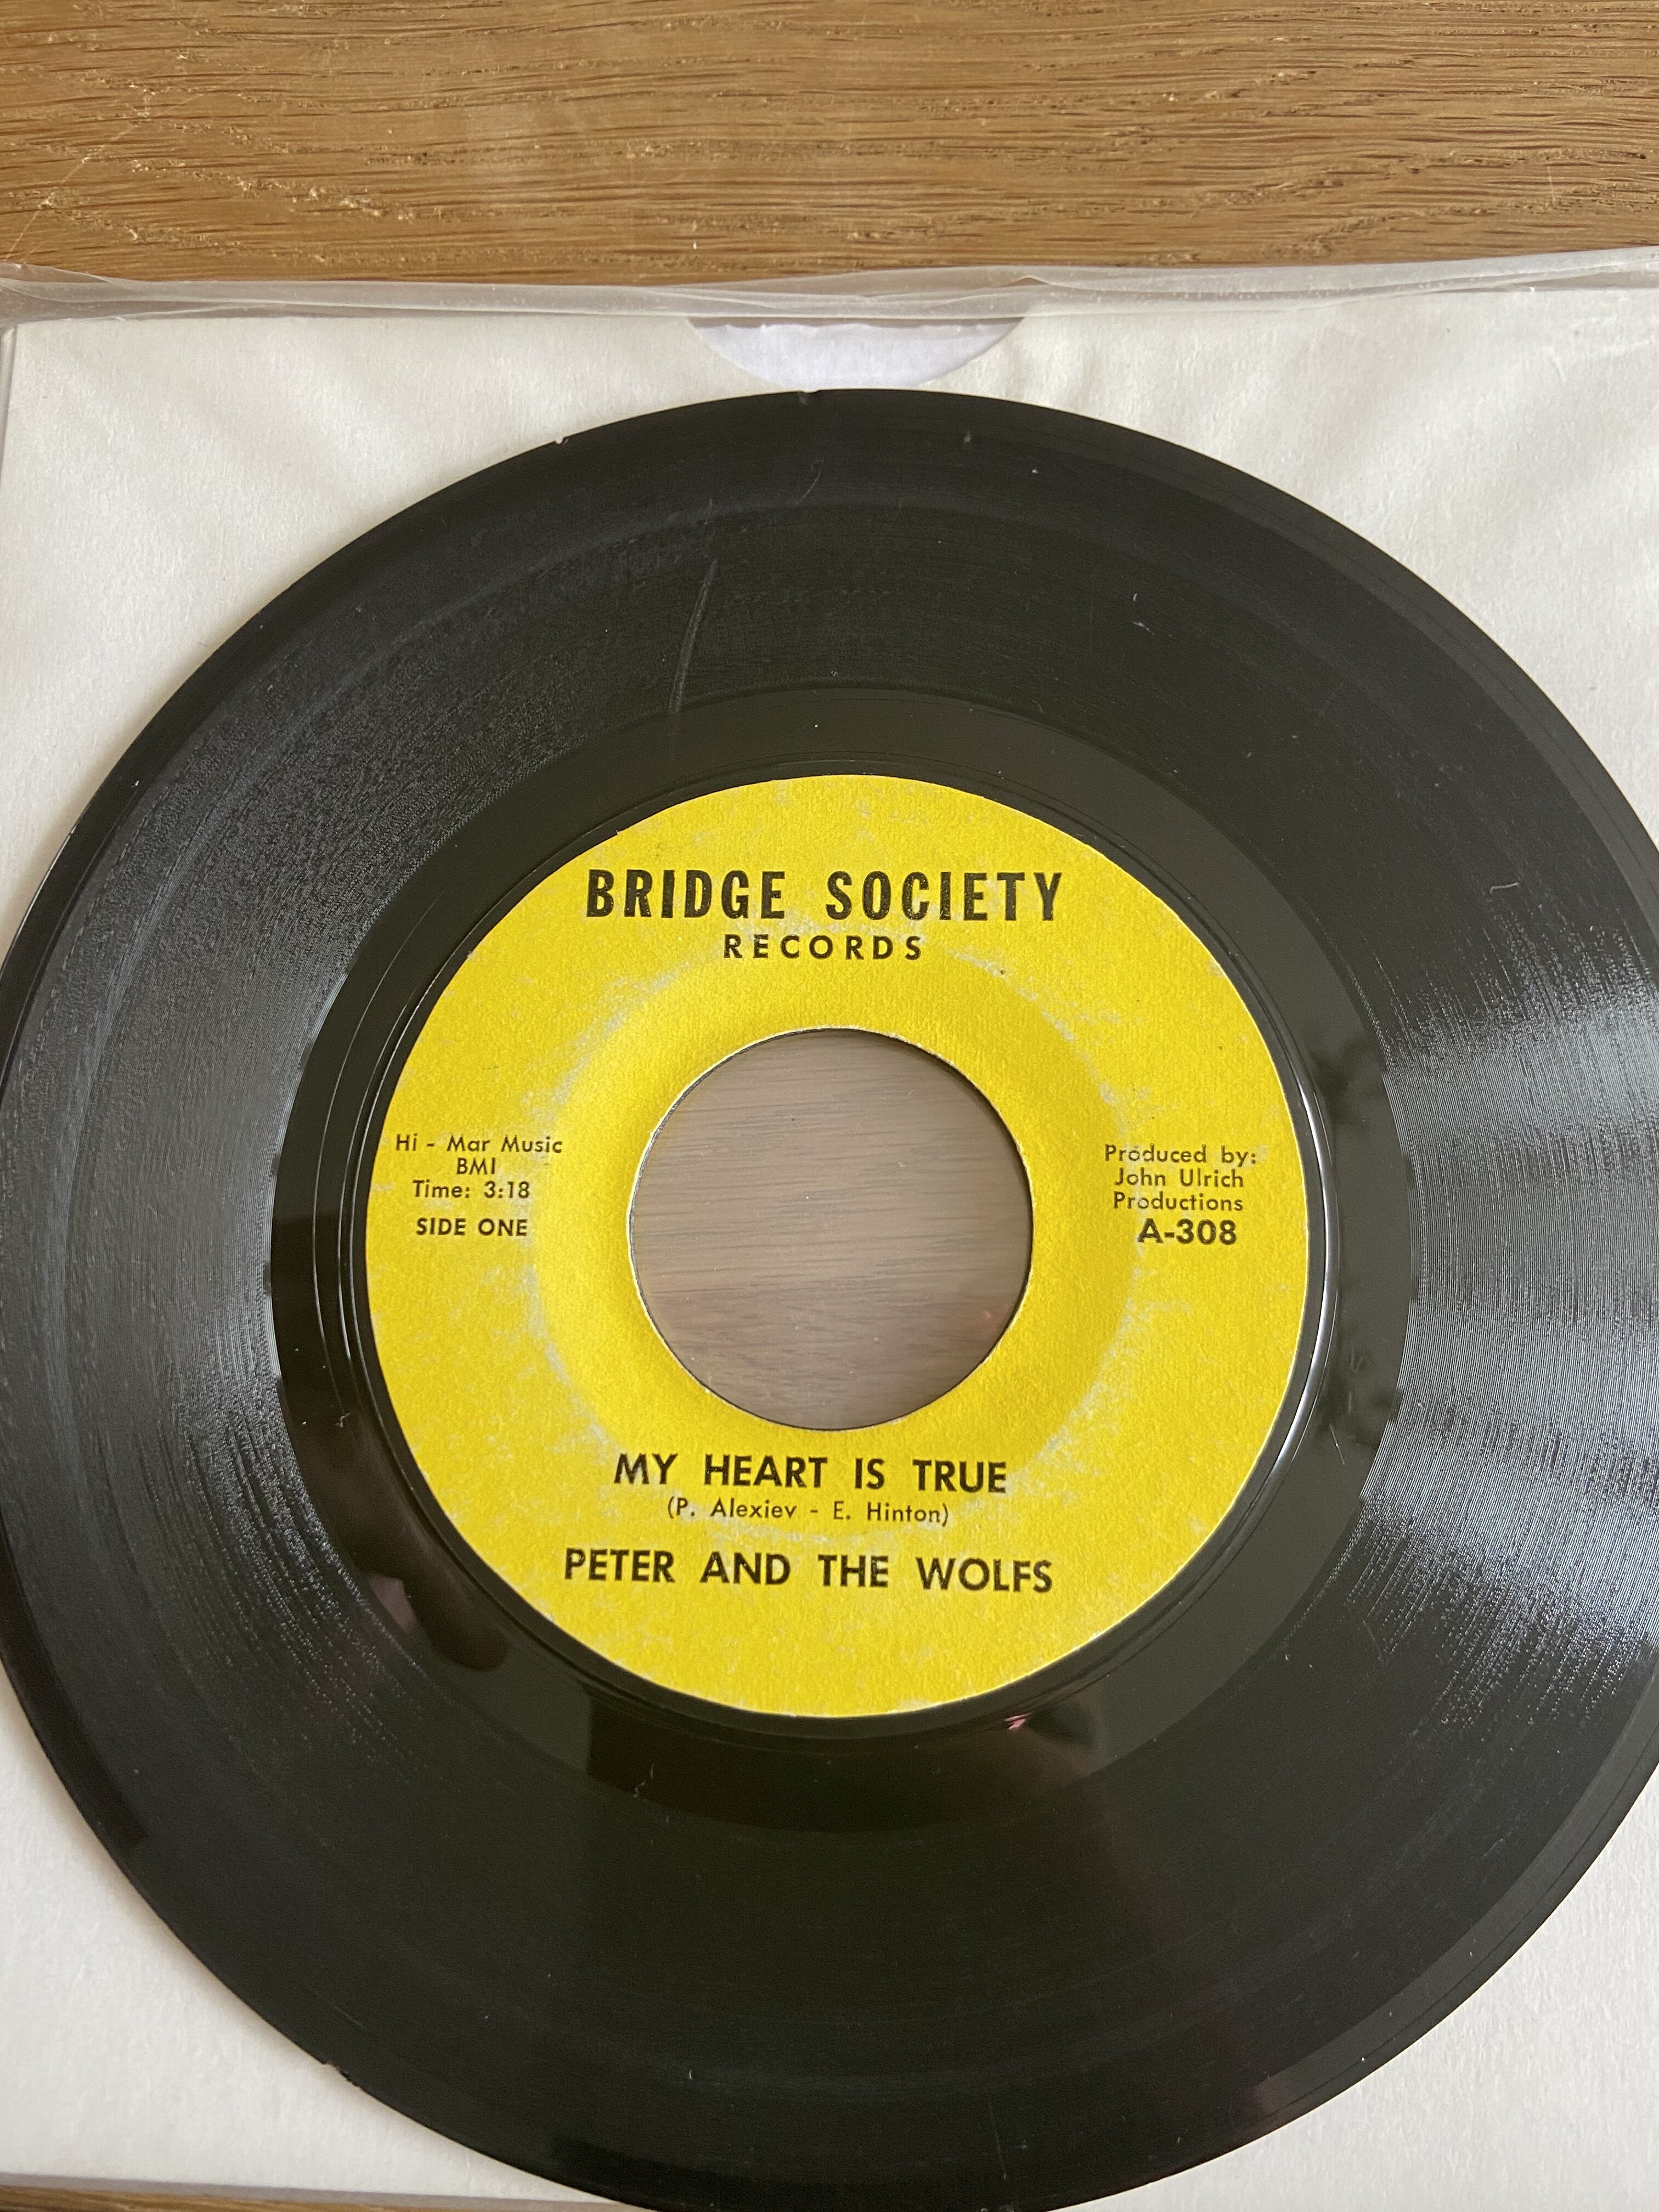 BRIDGE SOCIETY
RECORDS
Hi - Mar Music
BMI
Time: 3:18
SIDE ONE
Produced by:
John Ulrich
Productions
A-308
MY HEART IS TRUE
(P. Alexiev - E. Hinton)
PETER AND THE WOLFS